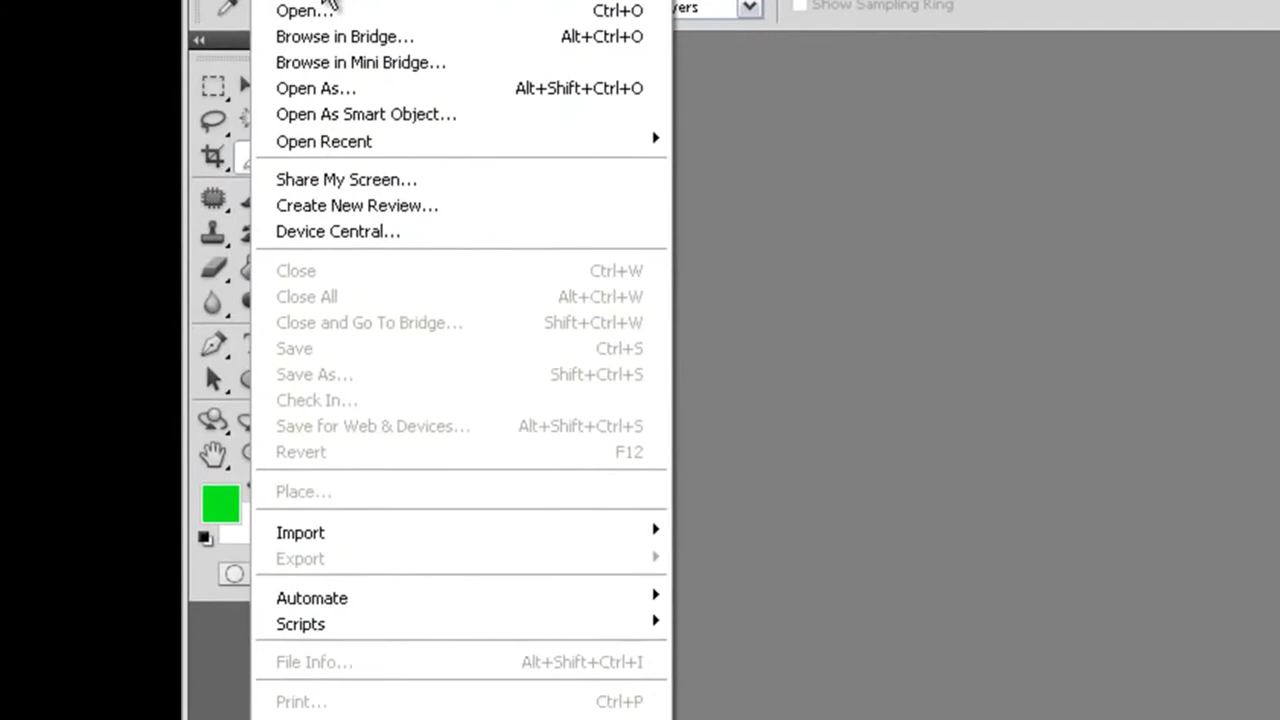 Open... Ctrl+O
yers Show Sampling Ring
Browse in Bridge... Alt+Ctrl+O
Browse in Mini Bridge...
Open As... Alt+Shift+Ctrl+O
Open As Smart Object...
Open Recent
Share My Screen...
Create New Review...
Device Central...
Close Ctrl+W
Close All Alt+Ctrl+W
Close and Go To Bridge... Shift+Ctrl+W
Save Ctrl+S
Save As... Shift+Ctrl+S
Check In...
Save for Web & Devices... Alt+Shift+Ctrl+S
Revert F12
Place...
Import
Export
Automate
Scripts
File Info... Alt+Shift+Ctrl+I
Print... Ctrl+P